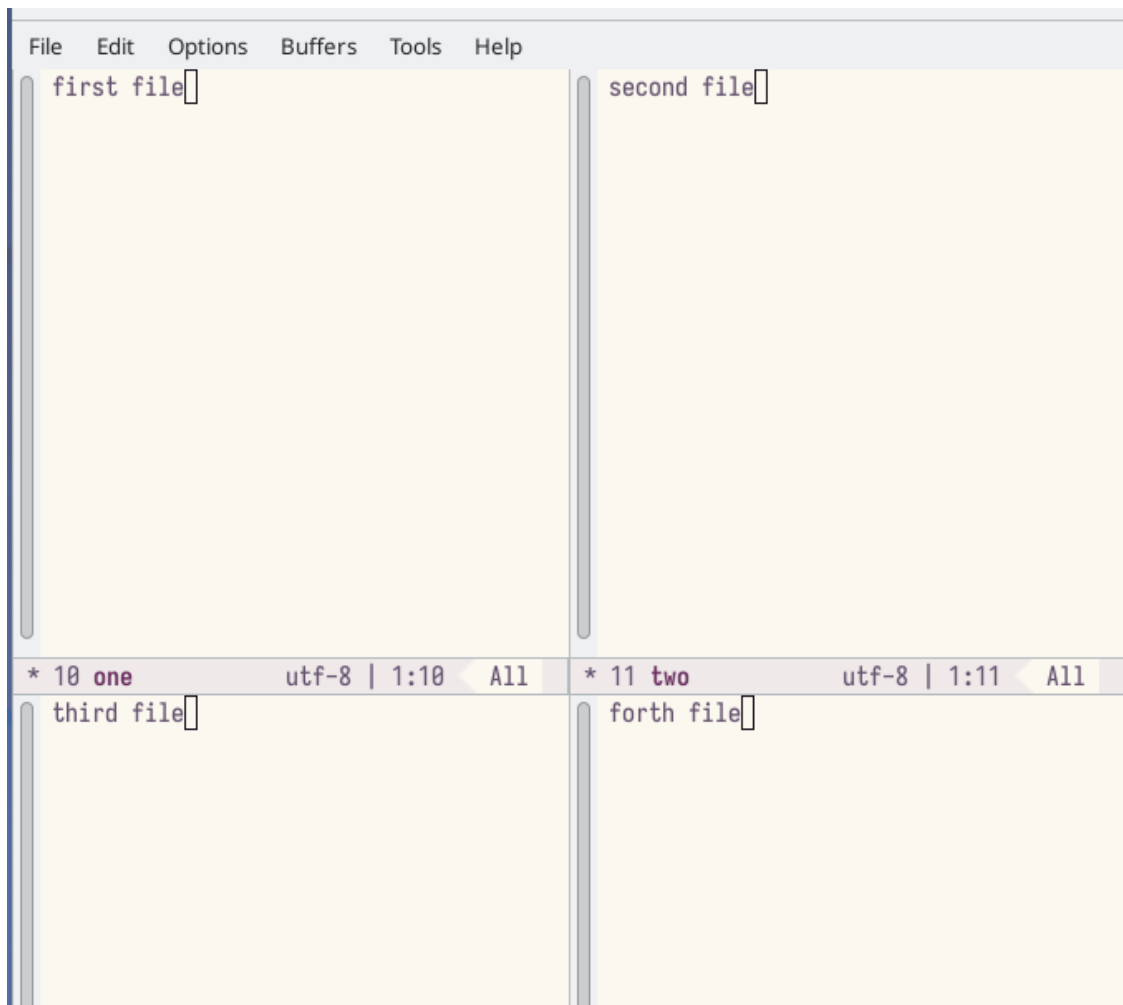 File Edit Options Buffers Tools Help
first file
second file
* 10 one utf-8 | 1:10 All
* 11 two utf-8 | 1:11 All
third file
forth file